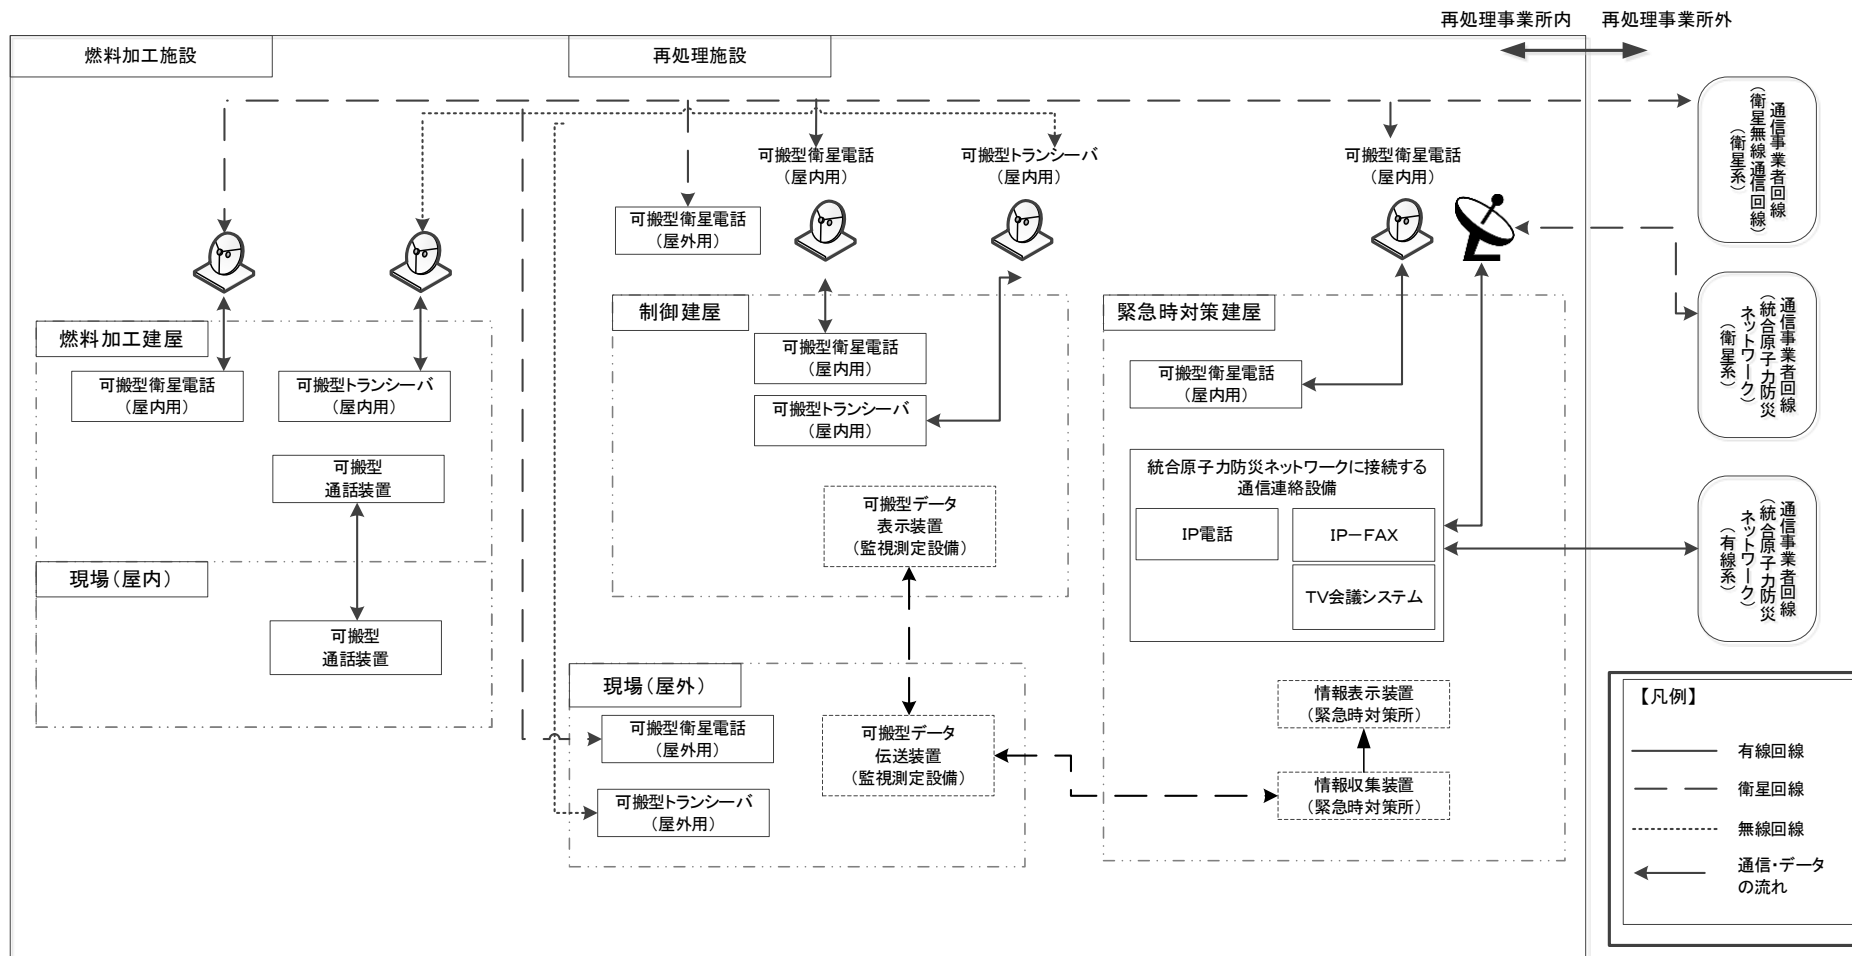 再処理事業所内
再処理事業所外
燃料加工施設
再処理施設
可搬型衛星電話
（屋内用）
可搬型トランシーバ
（屋内用）
可搬型衛星電話
（屋内用）
可搬型衛星電話
（屋外用）
通信事業者回線
（衛星無線通信回線）
（衛星系）
燃料加工建屋
可搬型衛星電話
（屋内用）
可搬型トランシーバ
（屋内用）
可搬型
通話装置
現場（屋内）
可搬型
通話装置
制御建屋
可搬型衛星電話
（屋内用）
可搬型トランシーバ
（屋内用）
可搬型データ
表示装置
（監視測定設備）
現場（屋外）
可搬型衛星電話
（屋外用）
可搬型トランシーバ
（屋外用）
可搬型データ
伝送装置
（監視測定設備）
緊急時対策建屋
可搬型衛星電話
（屋内用）
統合原子力防災ネットワークに接続する
通信連絡設備
IP電話
IP－FAX
TV会議システム
情報表示装置
（緊急時対策所）
情報収集装置
（緊急時対策所）
通信事業者回線
（統合原子力防災
ネットワーク）
（衛星系）
通信事業者回線
（統合原子力防災
ネットワーク）
（有線系）
【凡例】
有線回線
衛星回線
無線回線
通信・データ
の流れ